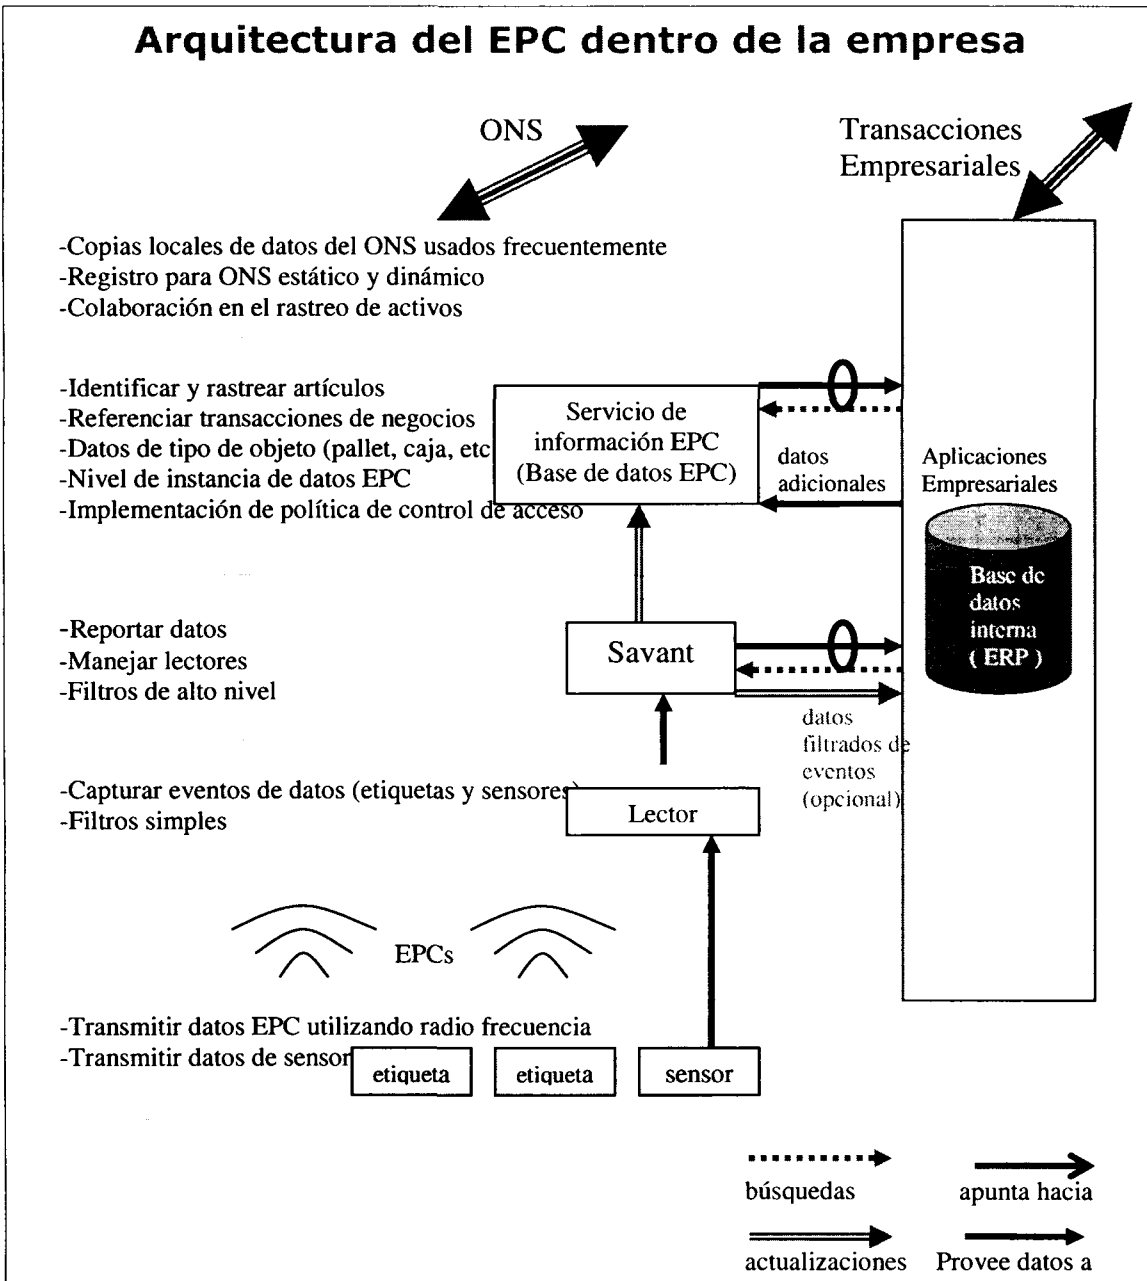 Arquitectura del EPC dentro de la empresa
ONS
Transacciones
Empresariales
-Copias locales de datos del ONS usados frecuentemente
-Registro para ONS estático y dinámico
-Colaboración en el rastreo de activos
-Identificar y rastrear artículos
-Referenciar transacciones de negocios
-Datos de tipo de objeto (pallet, caja, etc
-Nivel de instancia de datos EPC
-Implementación de política de control de acceso
Servicio de
información EPC
(Base de datos EPC)
datos
adicionales
Aplicaciones
Empresariales
Base de
datos
interna
( ERP )
-Reportar datos
-Manejar lectores
-Filtros de alto nivel
Savant
datos
filtrados de
eventos
(opcional)
-Capturar eventos de datos (etiquetas y sensores)
-Filtros simples
Lector
EPCs
-Transmitir datos EPC utilizando radio frecuencia
-Transmitir datos de sensor
etiqueta
etiqueta
sensor
búsquedas
apunta hacia
actualizaciones
Provee datos a